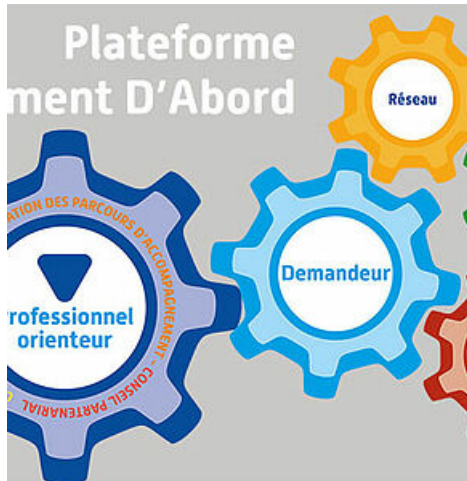 Plateforme
ment D'Abord
Réseau
Demandeur
ATION DES PARCOURS D'ACCOMPAGNEMENT - CONSEIL PARTENARIAL
rofessionnel
orienteur